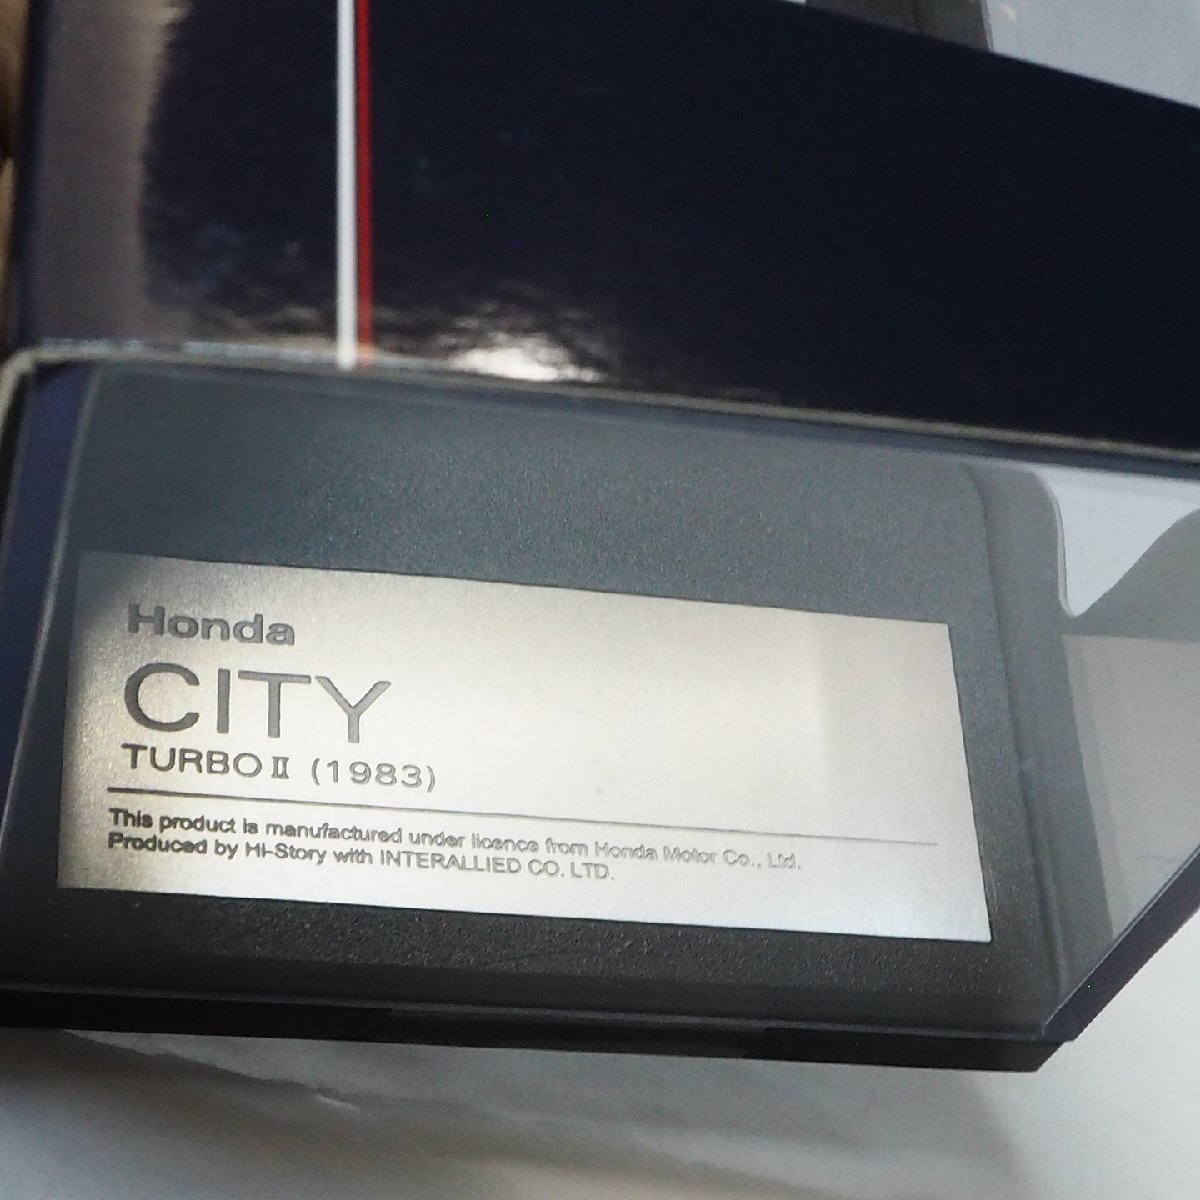 Honda
CITY
TURBO II (1983)
This product is manufactured under licence from Honda Motor Co., Ltd.
Produced by Hi-Story with INTERALLIED CO. LTD.